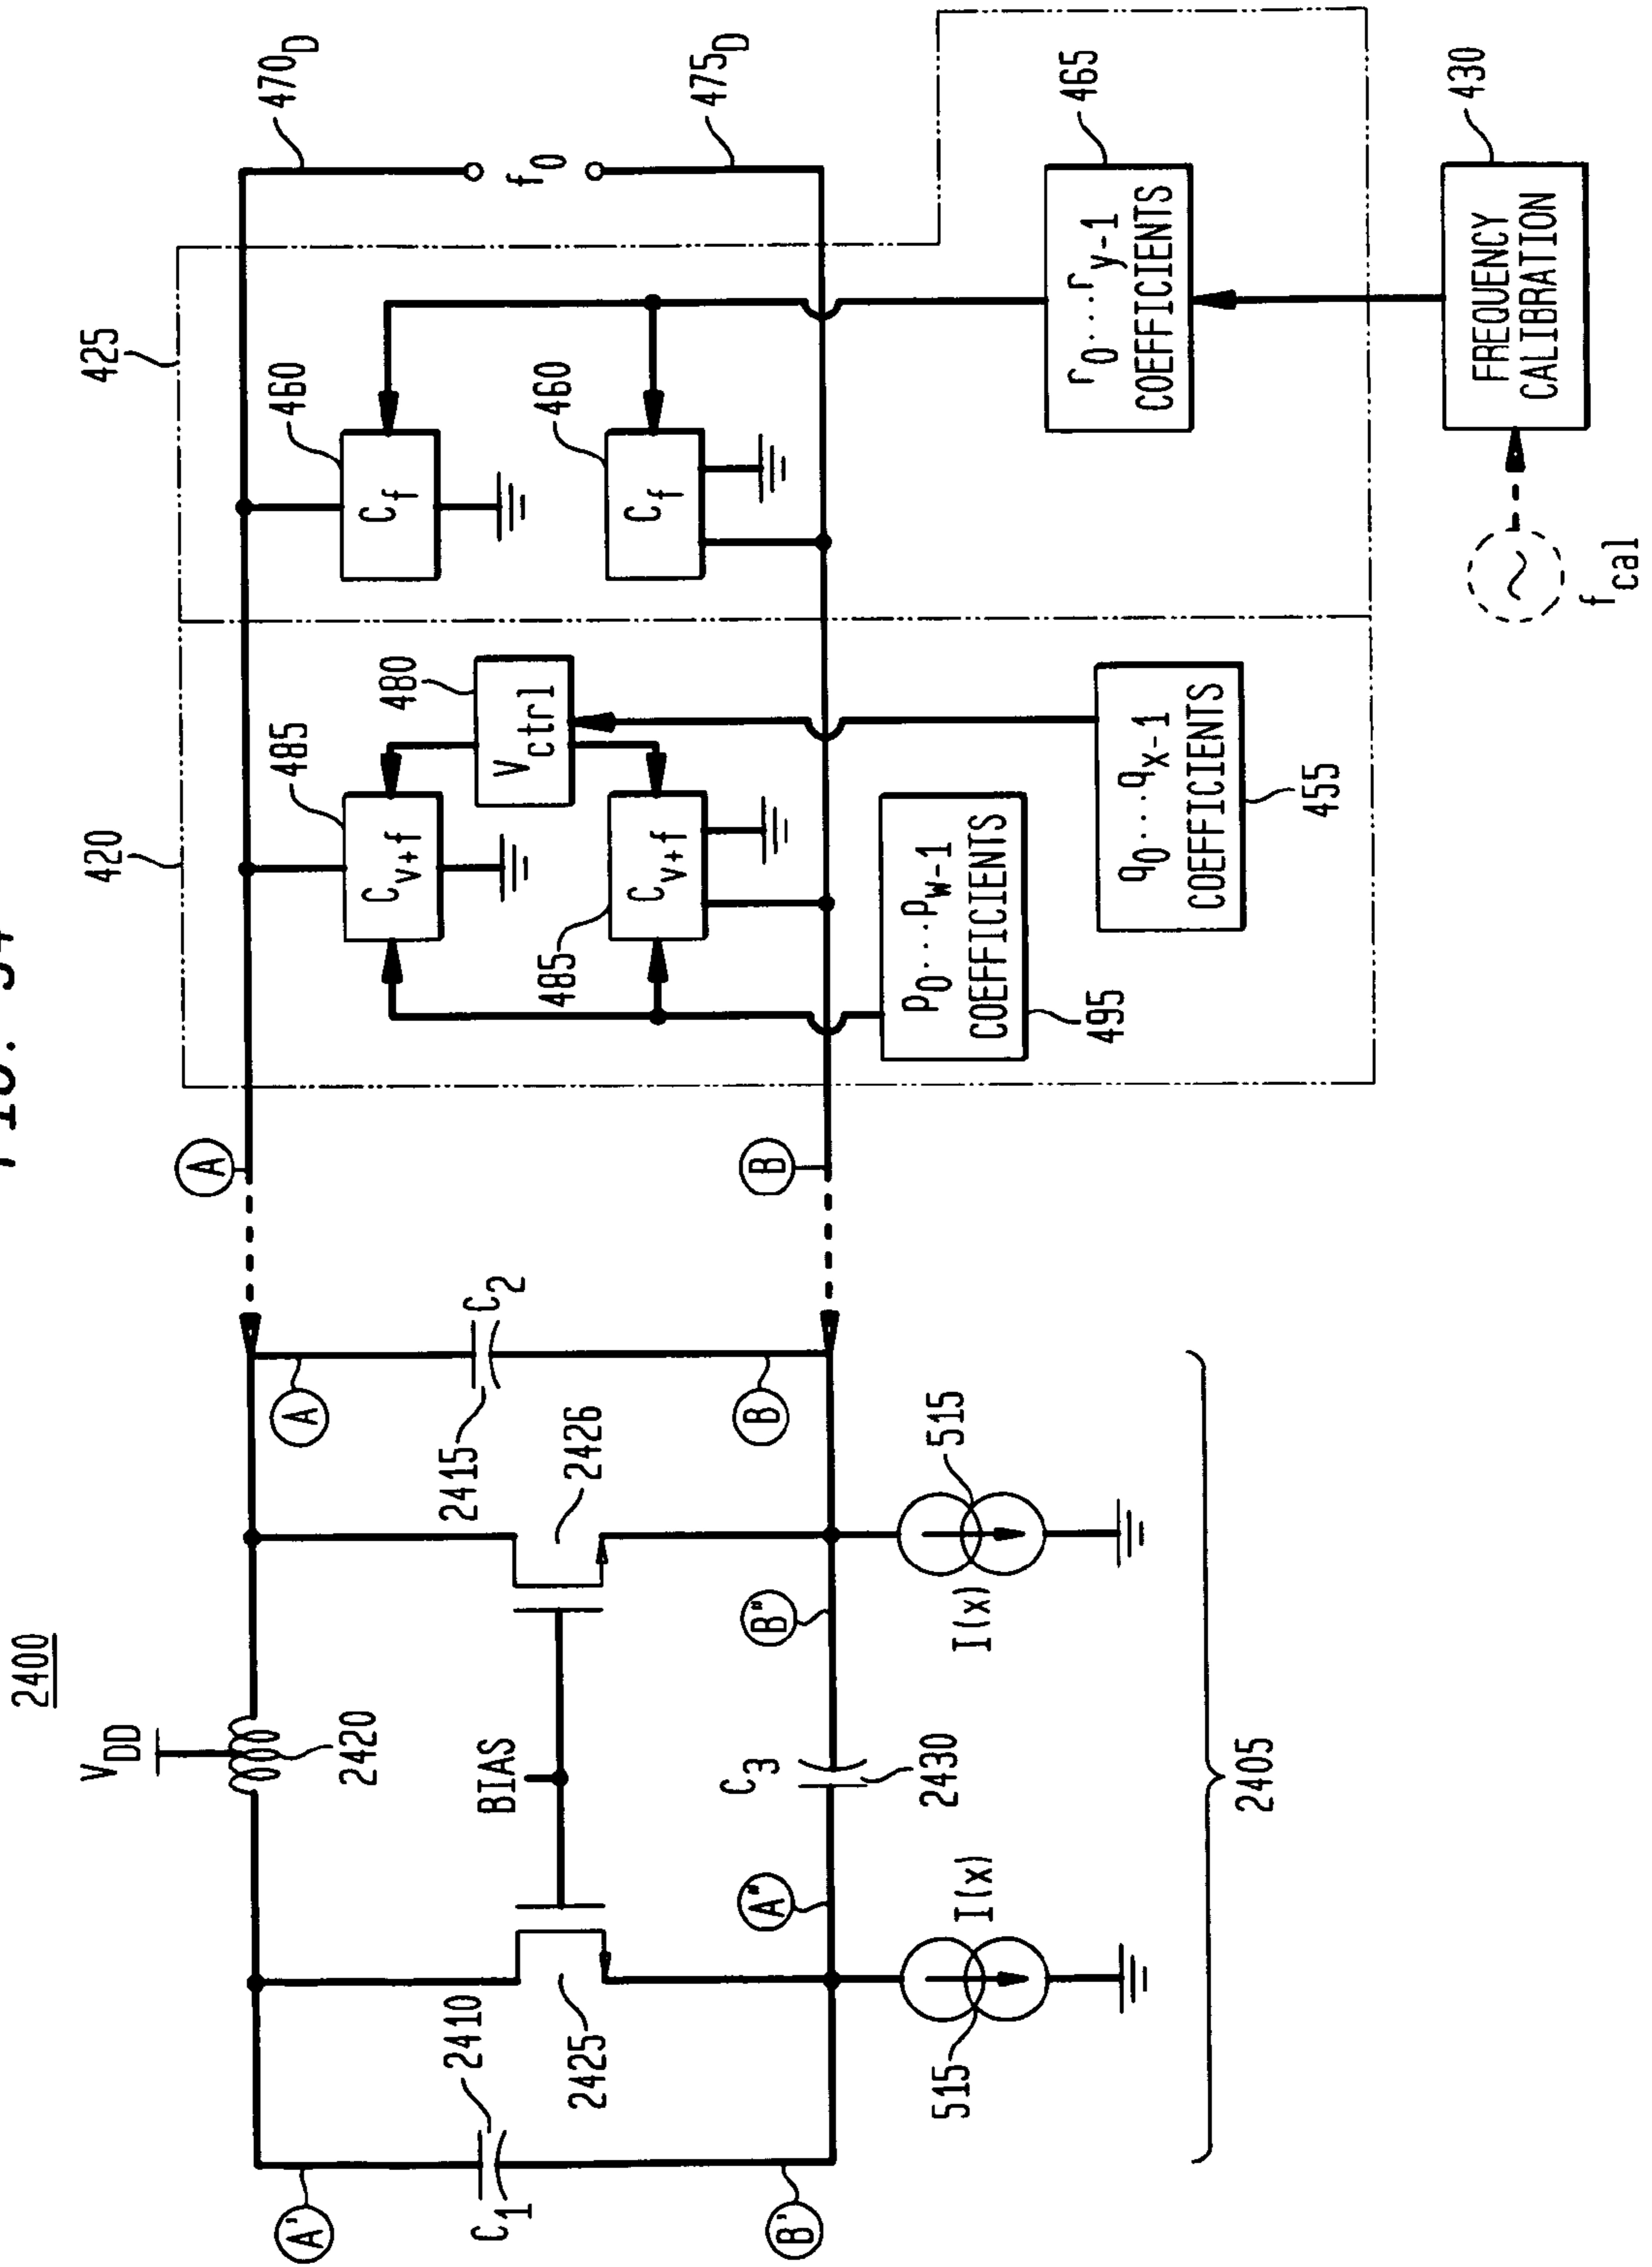 FIG.
2400
V_DD
2420
A'
2410
C_1
B'
2425
BIAS
2426
A
2415
C_2
B
A"
C_3
2430
B"
515
I(x)
I(x)
515
2405
A
B
420
485
C_v+f
480
V_ctrl
485
C_v+f
p_0...p_w-1
COEFFICIENTS
495
q_0...q_x-1
COEFFICIENTS
455
425
460
C_f
460
C_f
470_D
f_0
475_D
r_0...r_y-1
COEFFICIENTS
465
FREQUENCY
CALIBRATION
430
~
f_cal